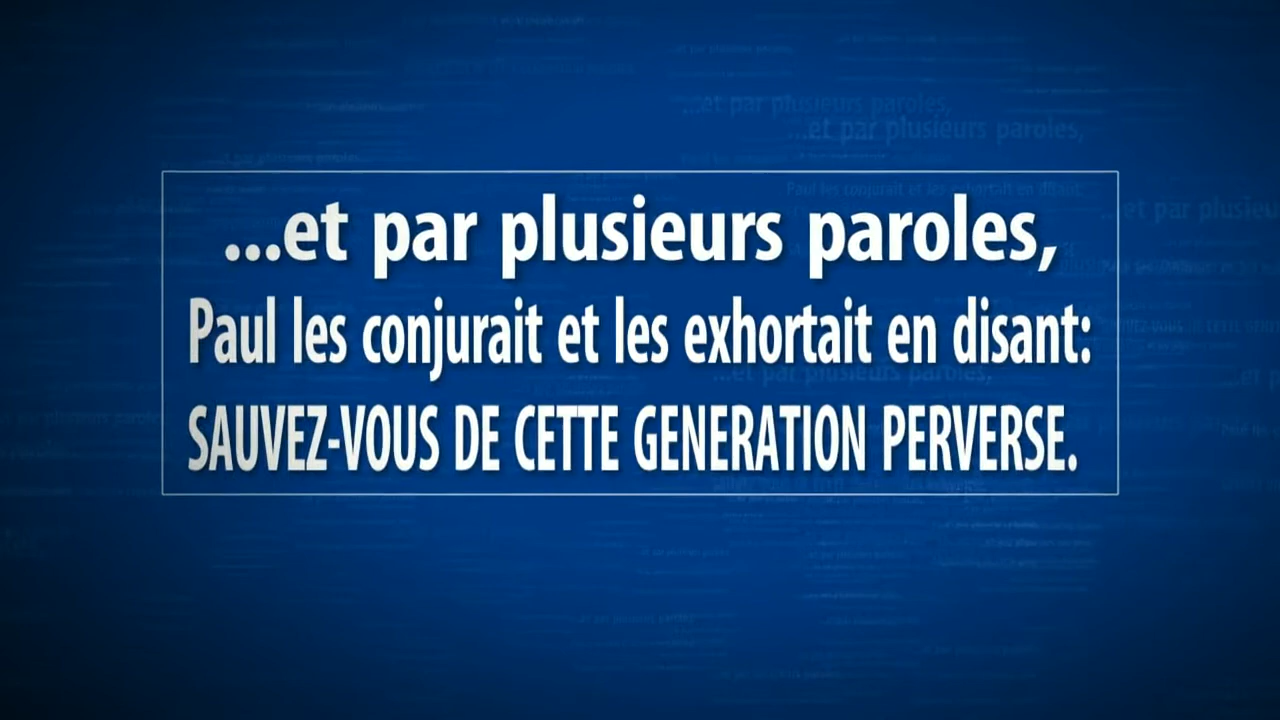 ...et par plusieurs paroles,
Paul les conjurait et les exhortait en disant:
SAUVEZ-VOUS DE CETTE GENERATION PERVERSE.